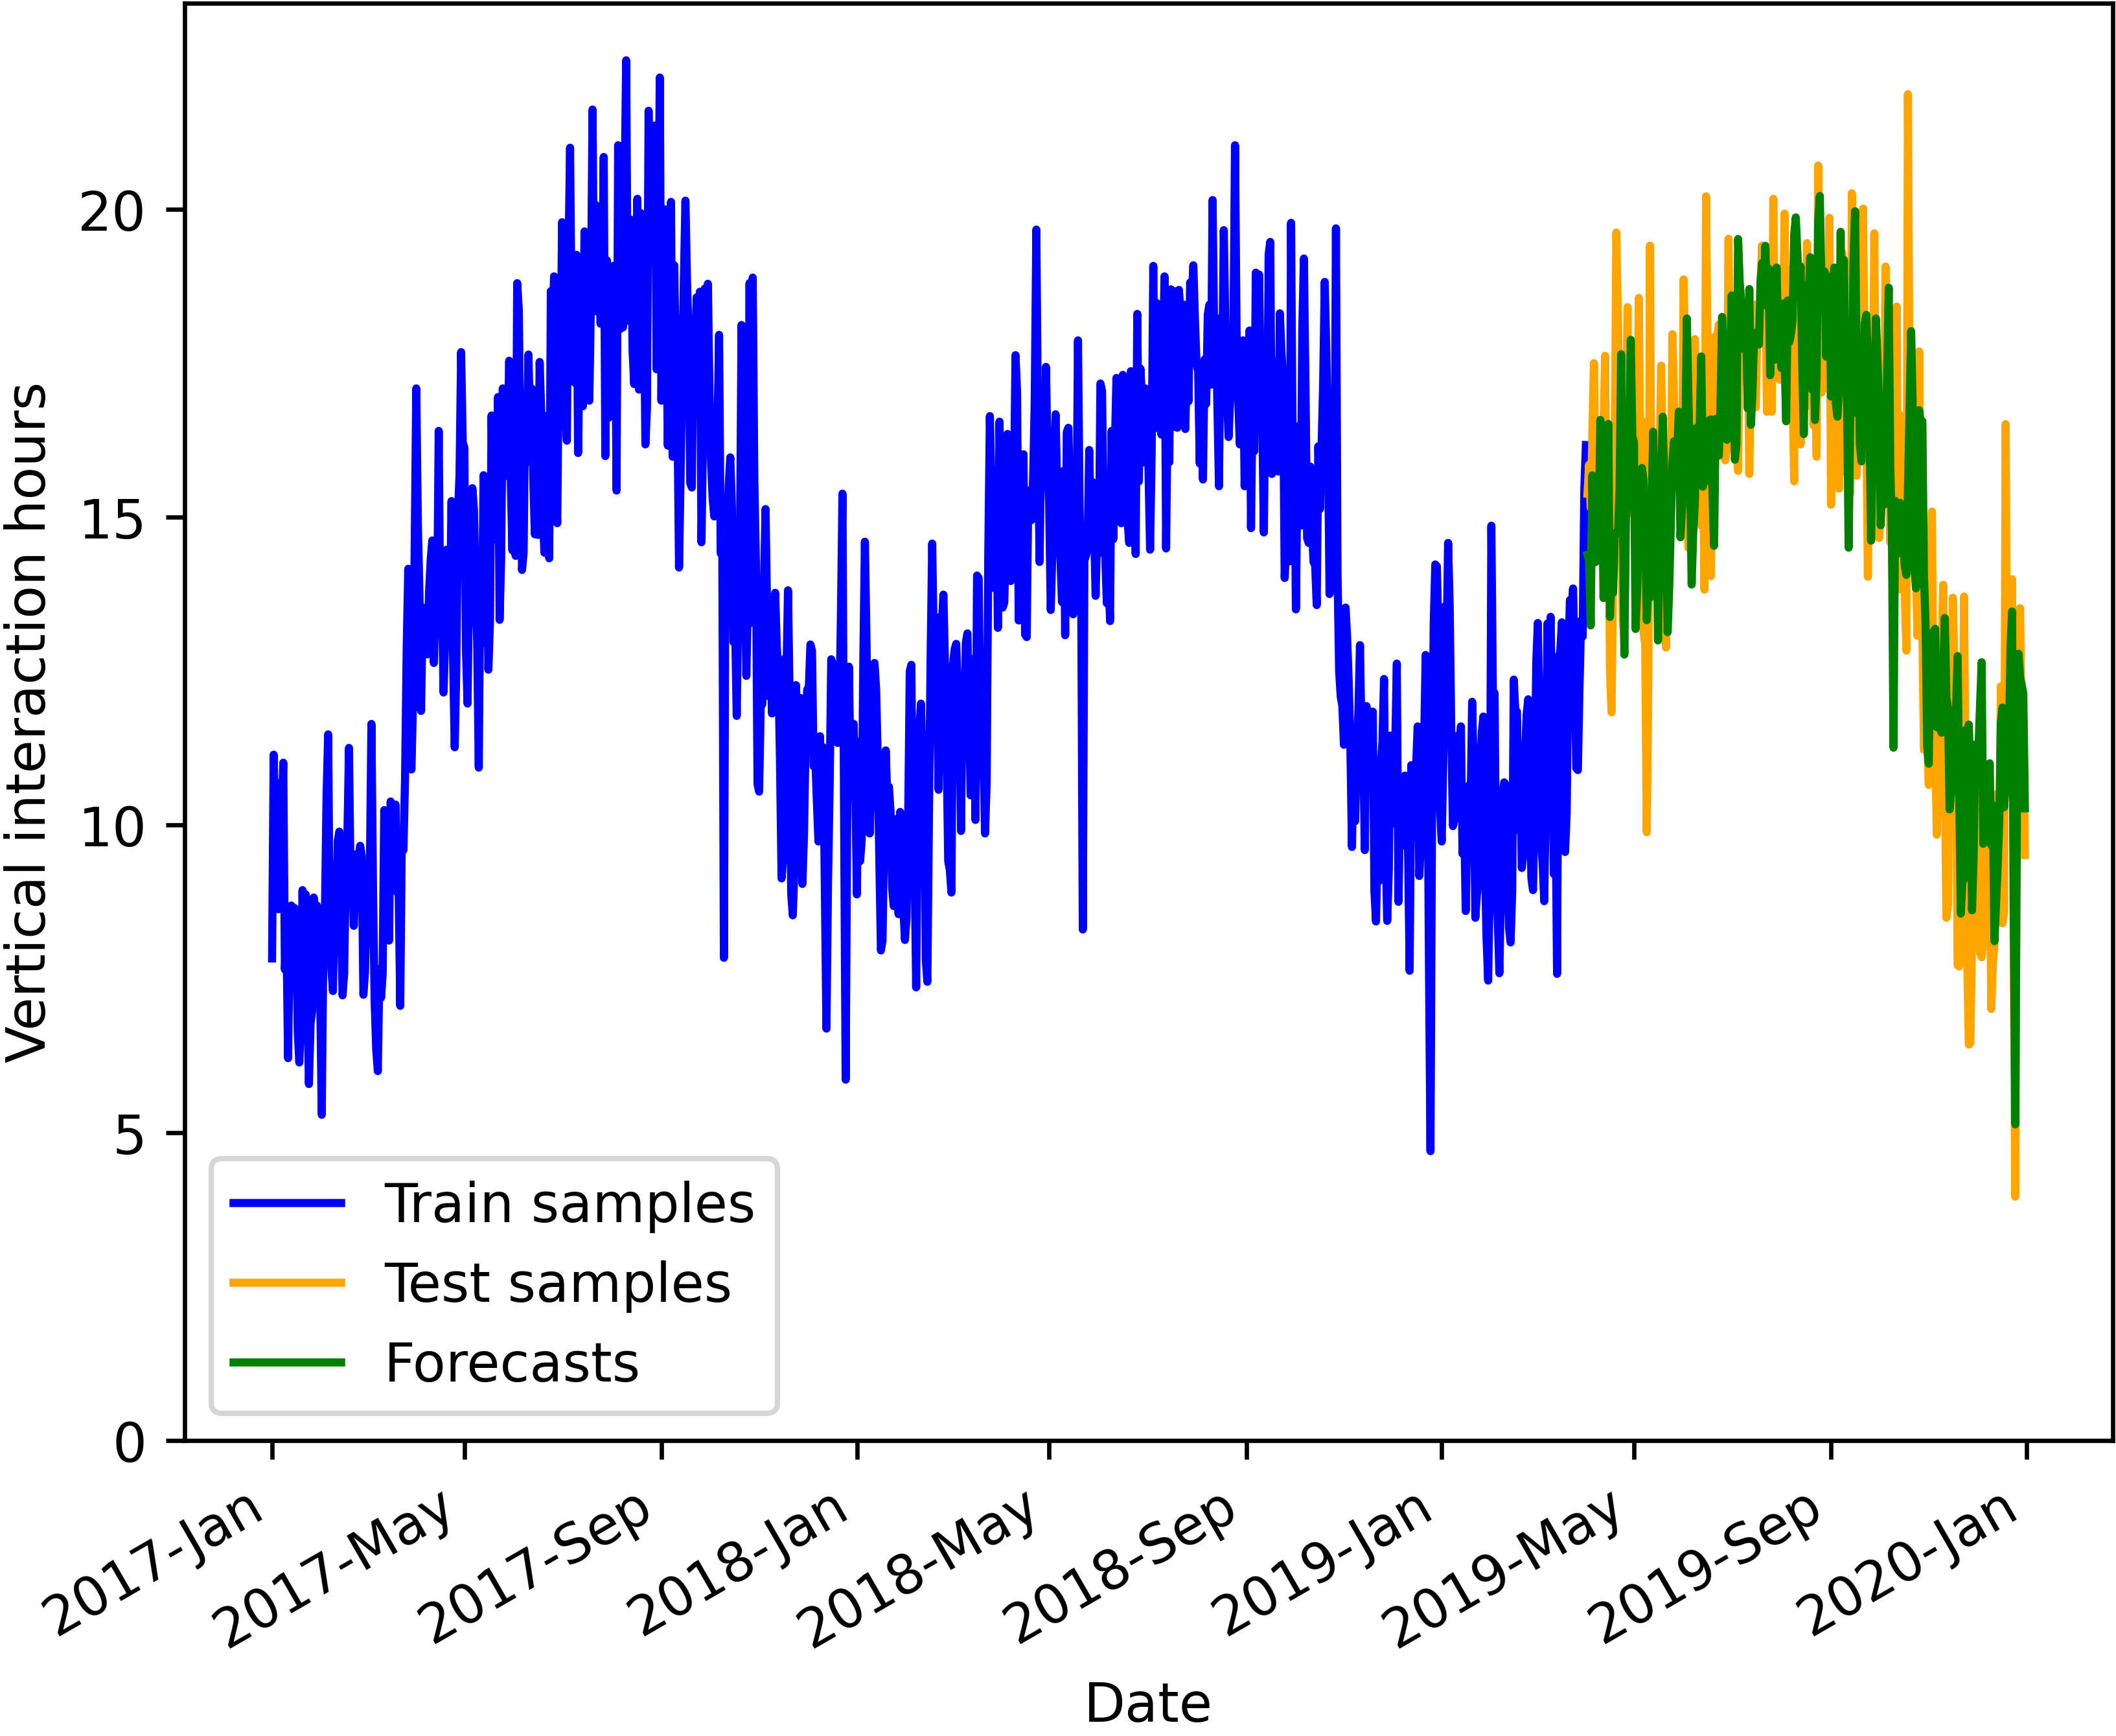 Vertical interaction hours
20
15
10
5
0
Train samples
Test samples
Forecasts
2017-Jan
2017-May
2017-Sep
2018-Jan
2018-May
2018-Sep
2019-Jan
2019-May
2019-Sep
2020-Jan
Date